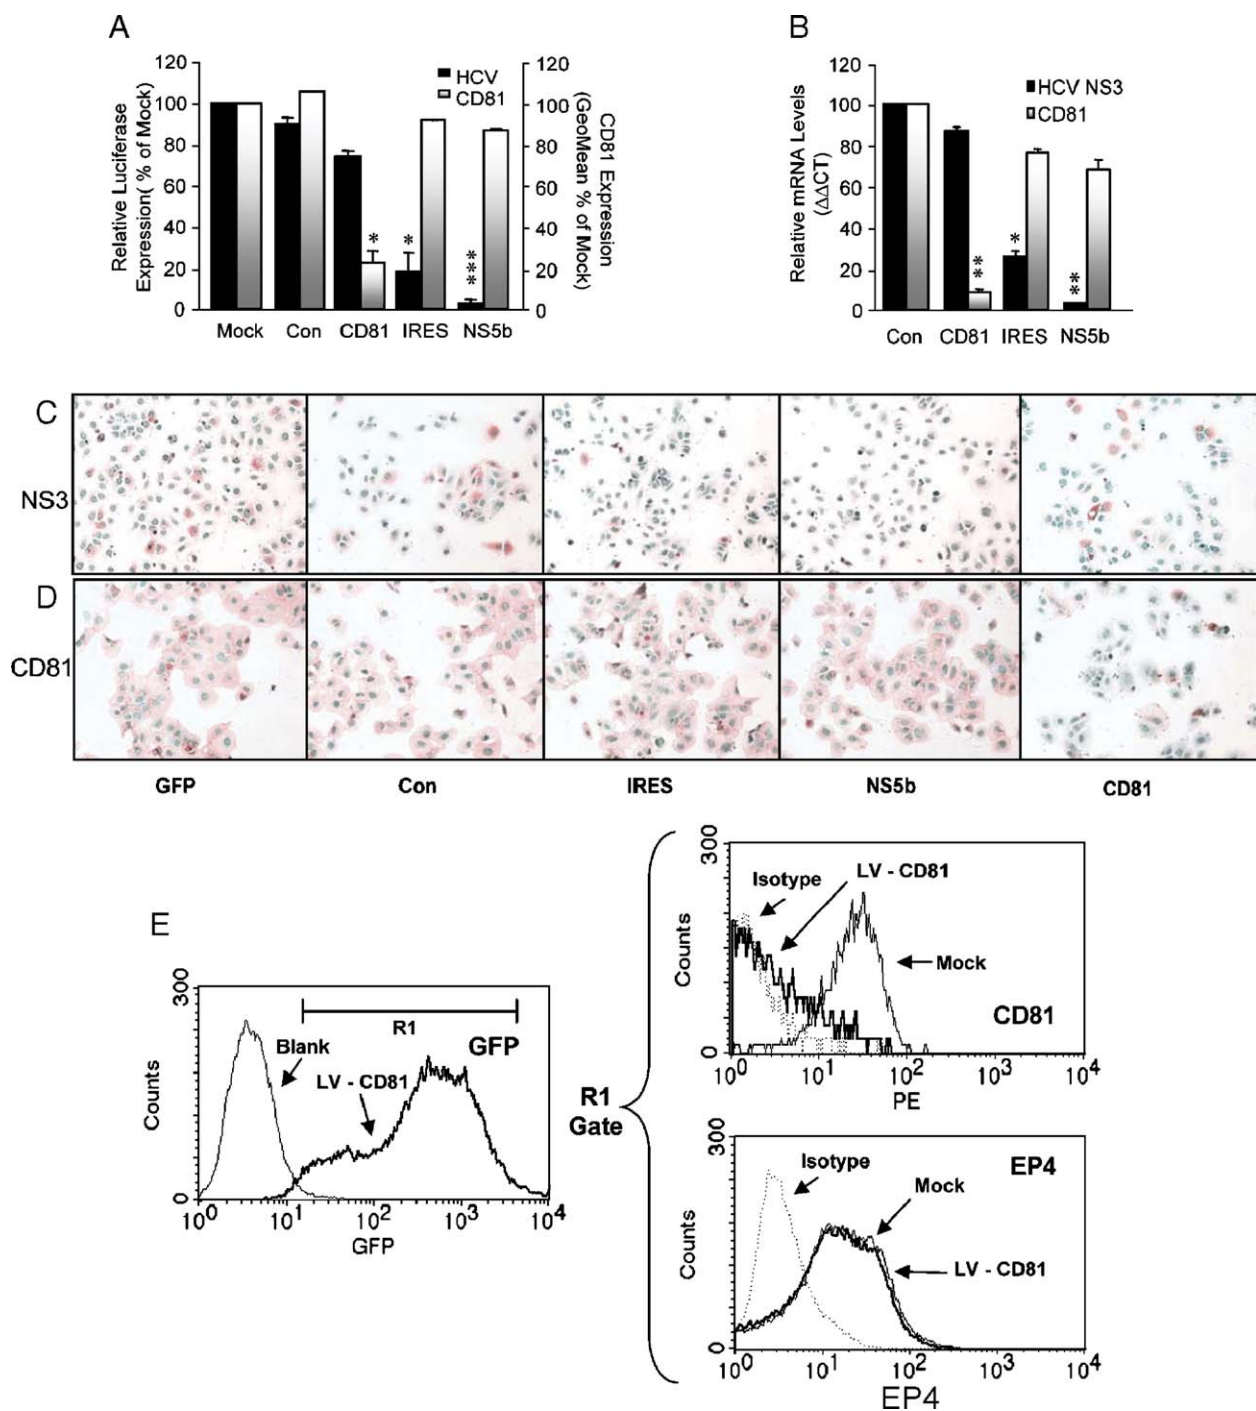 A
120
100
80
60
40
20
0
Relative Luciferase
Expression( % of Mock)
HCV
CD81
*
*
***
120
100
80
60
40
20
0
CD81 Expression
(GeoMean % of Mock)
Mock Con CD81 IRES NS5b
B
120
100
80
60
40
20
0
Relative mRNA Levels
(ΔΔCT)
HCV NS3
CD81
**
*
**
Con CD81 IRES NS5b
C
NS3
D
CD81
GFP Con IRES NS5b CD81
E
300
0
Counts
R1
GFP
Blank
LV - CD81
10^0 10^1 10^2 10^3 10^4
GFP
R1
Gate
300
0
Counts
Isotype
LV - CD81
Mock
CD81
10^0 10^1 10^2 10^3 10^4
PE
300
0
Counts
Isotype
EP4
Mock
LV - CD81
10^0 10^1 10^2 10^3 10^4
EP4